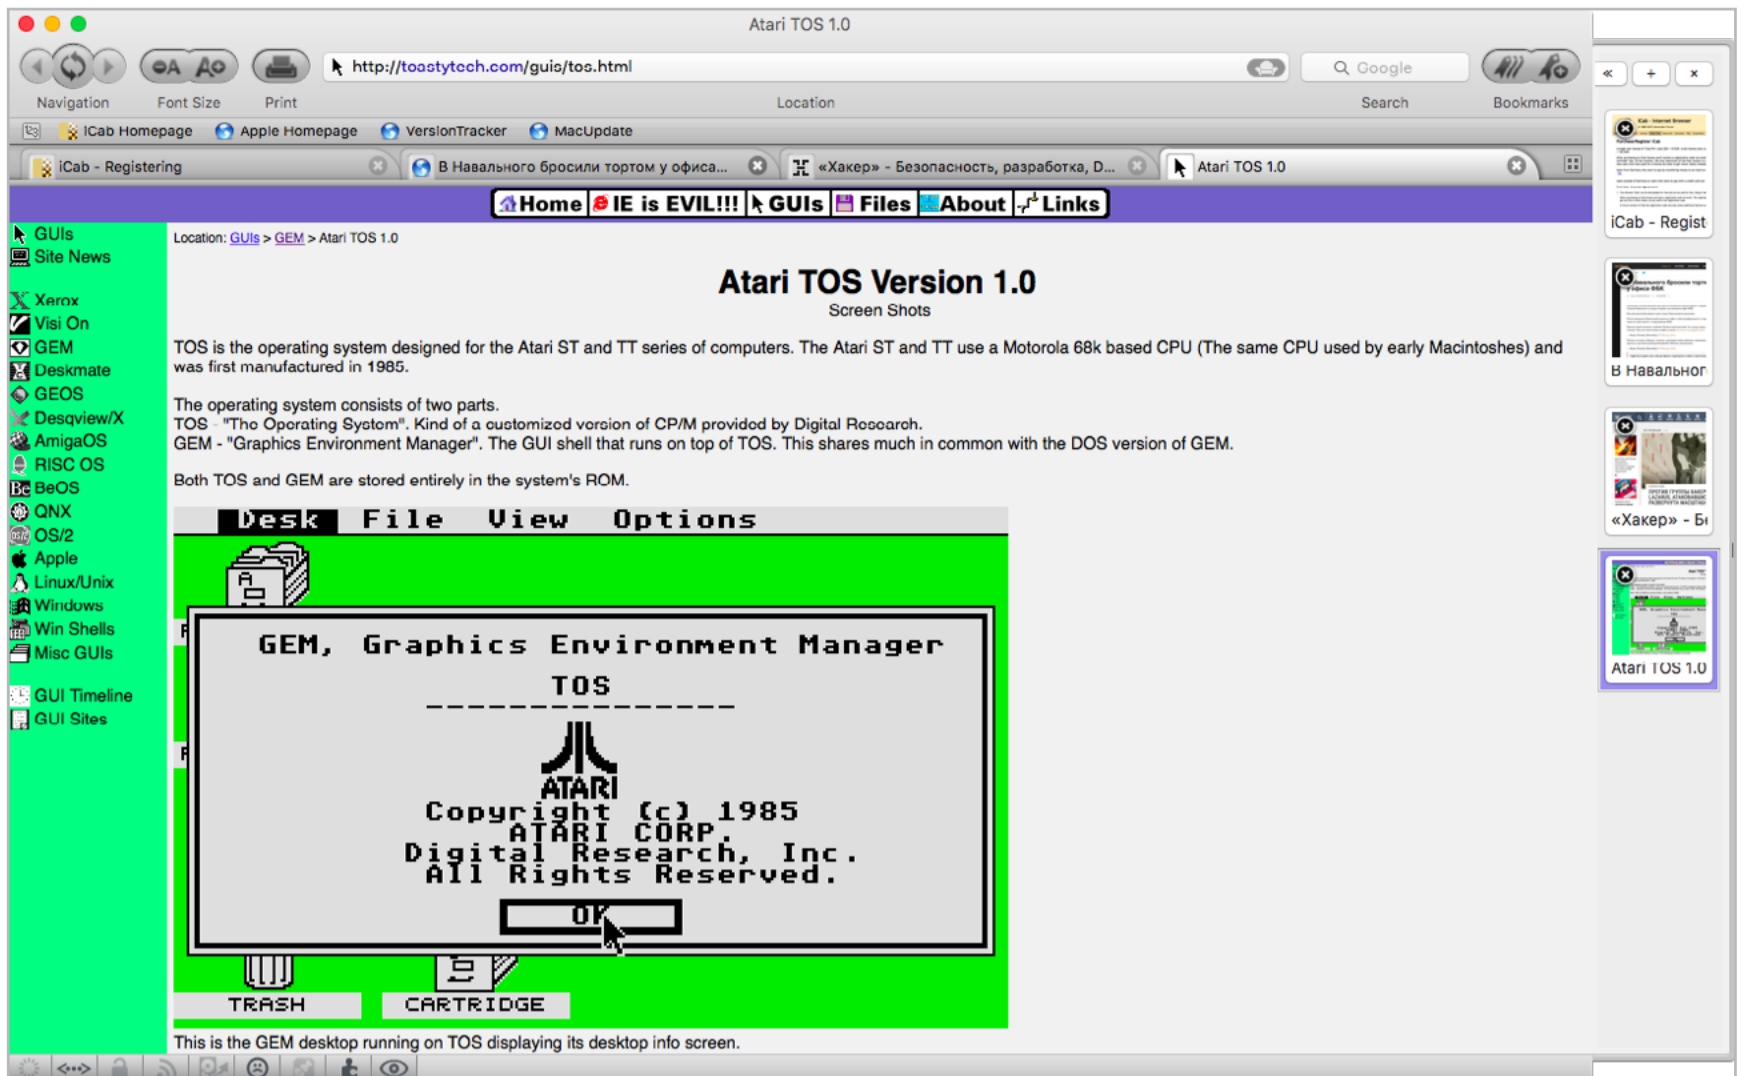 Atari TOS 1.0
http://toastytech.com/guis/tos.html
Google
Navigation
Font Size
Print
Location
Search
Bookmarks
iCab Homepage
Apple Homepage
VersionTracker
MacUpdate
iCab - Registering
В Навального бросили тортом у офиса...
«Хакер» - Безопасность, разработка, D...
Atari TOS 1.0
Home
IE is EVIL!!!
GUIs
Files
About
Links
GUIs
Site News
Xerox
Visi On
GEM
Deskmate
GEOS
Desqview/X
AmigaOS
RISC OS
BeOS
QNX
OS/2
Apple
Linux/Unix
Windows
Win Shells
Misc GUIs
GUI Timeline
GUI Sites
Location: GUIs > GEM > Atari TOS 1.0
Atari TOS Version 1.0
Screen Shots
TOS is the operating system designed for the Atari ST and TT series of computers. The Atari ST and TT use a Motorola 68k based CPU (The same CPU used by early Macintoshes) and
was first manufactured in 1985.
The operating system consists of two parts.
TOS - "The Operating System". Kind of a customized version of CP/M provided by Digital Research.
GEM - "Graphics Environment Manager". The GUI shell that runs on top of TOS. This shares much in common with the DOS version of GEM.
Both TOS and GEM are stored entirely in the system's ROM.
Desk File View Options
GEM, Graphics Environment Manager
TOS
ATARI
Copyright (c) 1985
ATARI CORP.
Digital Research, Inc.
All Rights Reserved.
OK
TRASH
CARTRIDGE
This is the GEM desktop running on TOS displaying its desktop info screen.
iCab - Regist
В Навальног
«Хакер» - Бе
Atari TOS 1.0